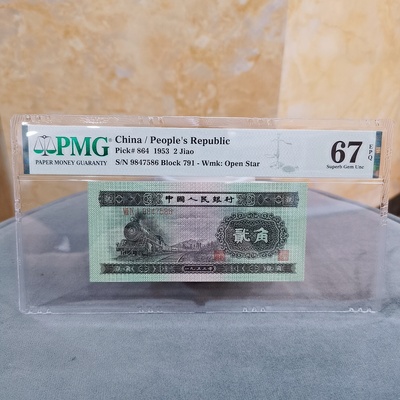 PMG
PAPER MONEY GUARANTY
China / People's Republic
Pick# 864 1953 2 Jiao
S/N 9847586 Block 791 - Wmk: Open Star
67
EPQ
Superb Gem Unc
中國人民銀行
貳角
一九五三年